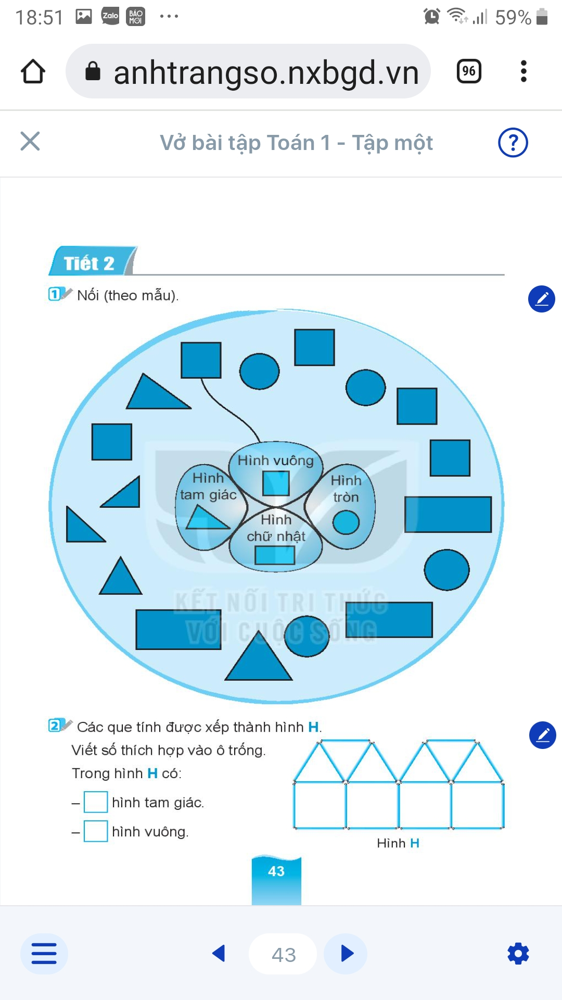 18:51 Zalo BÁO MỚI 59%
anhtrangso.nxbgd.vn 96
Vở bài tập Toán 1 - Tập một ?
Tiết 2
1 Nối (theo mẫu).
Hình vuông
Hình
tam giác
Hình
tròn
Hình
chữ nhật
KẾT NỐI TRI THỨC
VỚI CUỘC SỐNG
2 Các que tính được xếp thành hình H.
Viết số thích hợp vào ô trống.
Trong hình H có:
– hình tam giác.
– hình vuông.
Hình H
43
43